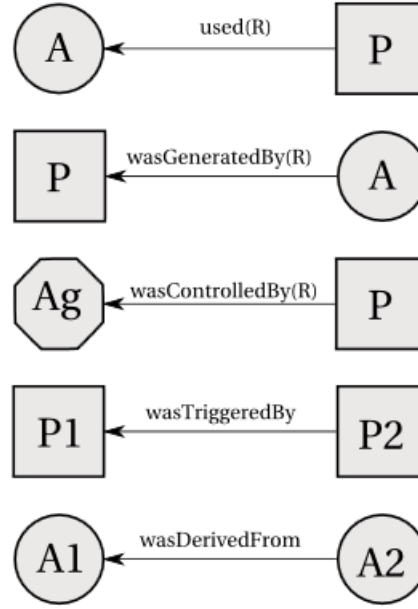 A used(R) P
P wasGeneratedBy(R) A
Ag wasControlledBy(R) P
P1 wasTriggeredBy P2
A1 wasDerivedFrom A2